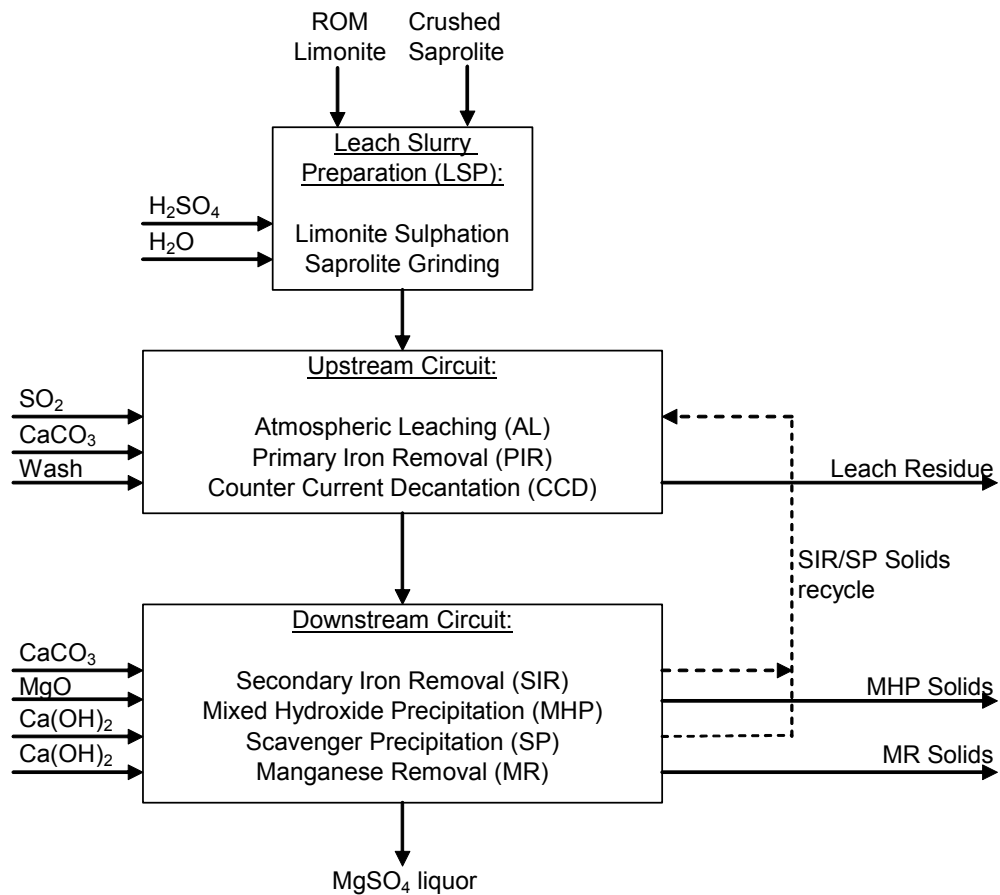 ROM
Limonite
Crushed
Saprolite
Leach Slurry
Preparation (LSP):
H₂SO₄
H₂O
Limonite Sulphation
Saprolite Grinding
Upstream Circuit:
SO₂
CaCO₃
Wash
Atmospheric Leaching (AL)
Primary Iron Removal (PIR)
Counter Current Decantation (CCD)
Leach Residue
SIR/SP Solids
recycle
Downstream Circuit:
CaCO₃
MgO
Ca(OH)₂
Ca(OH)₂
Secondary Iron Removal (SIR)
Mixed Hydroxide Precipitation (MHP)
Scavenger Precipitation (SP)
Manganese Removal (MR)
MHP Solids
MR Solids
MgSO₄ liquor